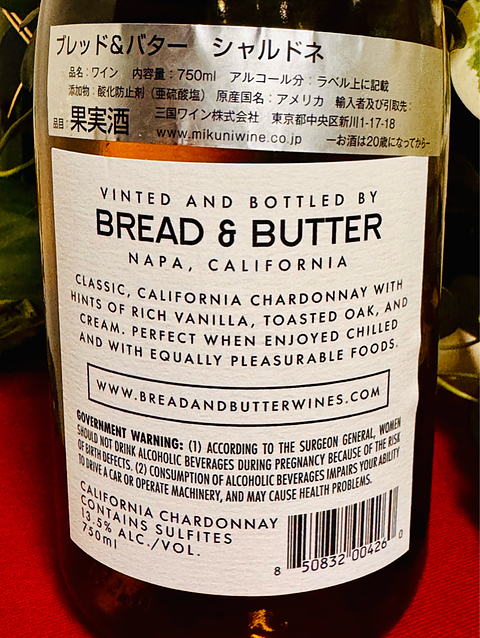 ブレッド&バター シャルドネ
品名：ワイン 内容量：750ml アルコール分：ラベル上に記載
添加物：酸化防止剤（亜硫酸塩） 原産国名：アメリカ 輸入者及び引取先：
品目：果実酒 三国ワイン株式会社 東京都中央区新川1-17-18
www.mikuniwine.co.jp —お酒は20歳になってから—
VINTED AND BOTTLED BY
BREAD & BUTTER
NAPA, CALIFORNIA
CLASSIC, CALIFORNIA CHARDONNAY WITH
HINTS OF RICH VANILLA, TOASTED OAK, AND
CREAM. PERFECT WHEN ENJOYED CHILLED
AND WITH EQUALLY PLEASURABLE FOODS.
WWW.BREADANDBUTTERWINES.COM
GOVERNMENT WARNING: (1) ACCORDING TO THE SURGEON GENERAL, WOMEN
SHOULD NOT DRINK ALCOHOLIC BEVERAGES DURING PREGNANCY BECAUSE OF THE RISK
OF BIRTH DEFECTS. (2) CONSUMPTION OF ALCOHOLIC BEVERAGES IMPAIRS YOUR ABILITY
TO DRIVE A CAR OR OPERATE MACHINERY, AND MAY CAUSE HEALTH PROBLEMS.
CALIFORNIA CHARDONNAY
CONTAINS SULFITES
13.5% ALC./VOL.
750ml
8 50832 00426 0